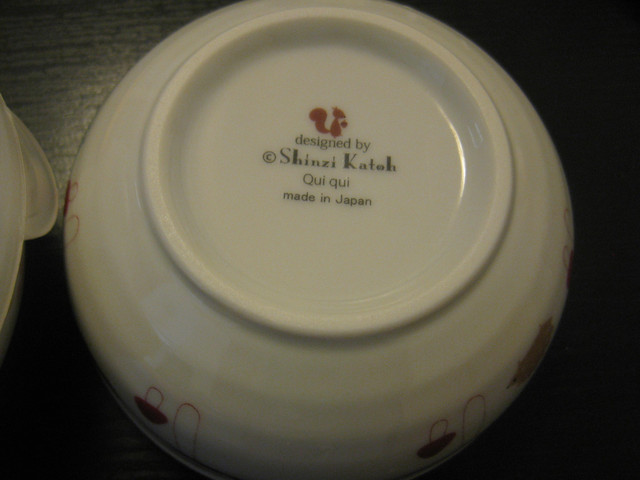 designed by
©Shinzi Katoh
Qui qui
made in Japan